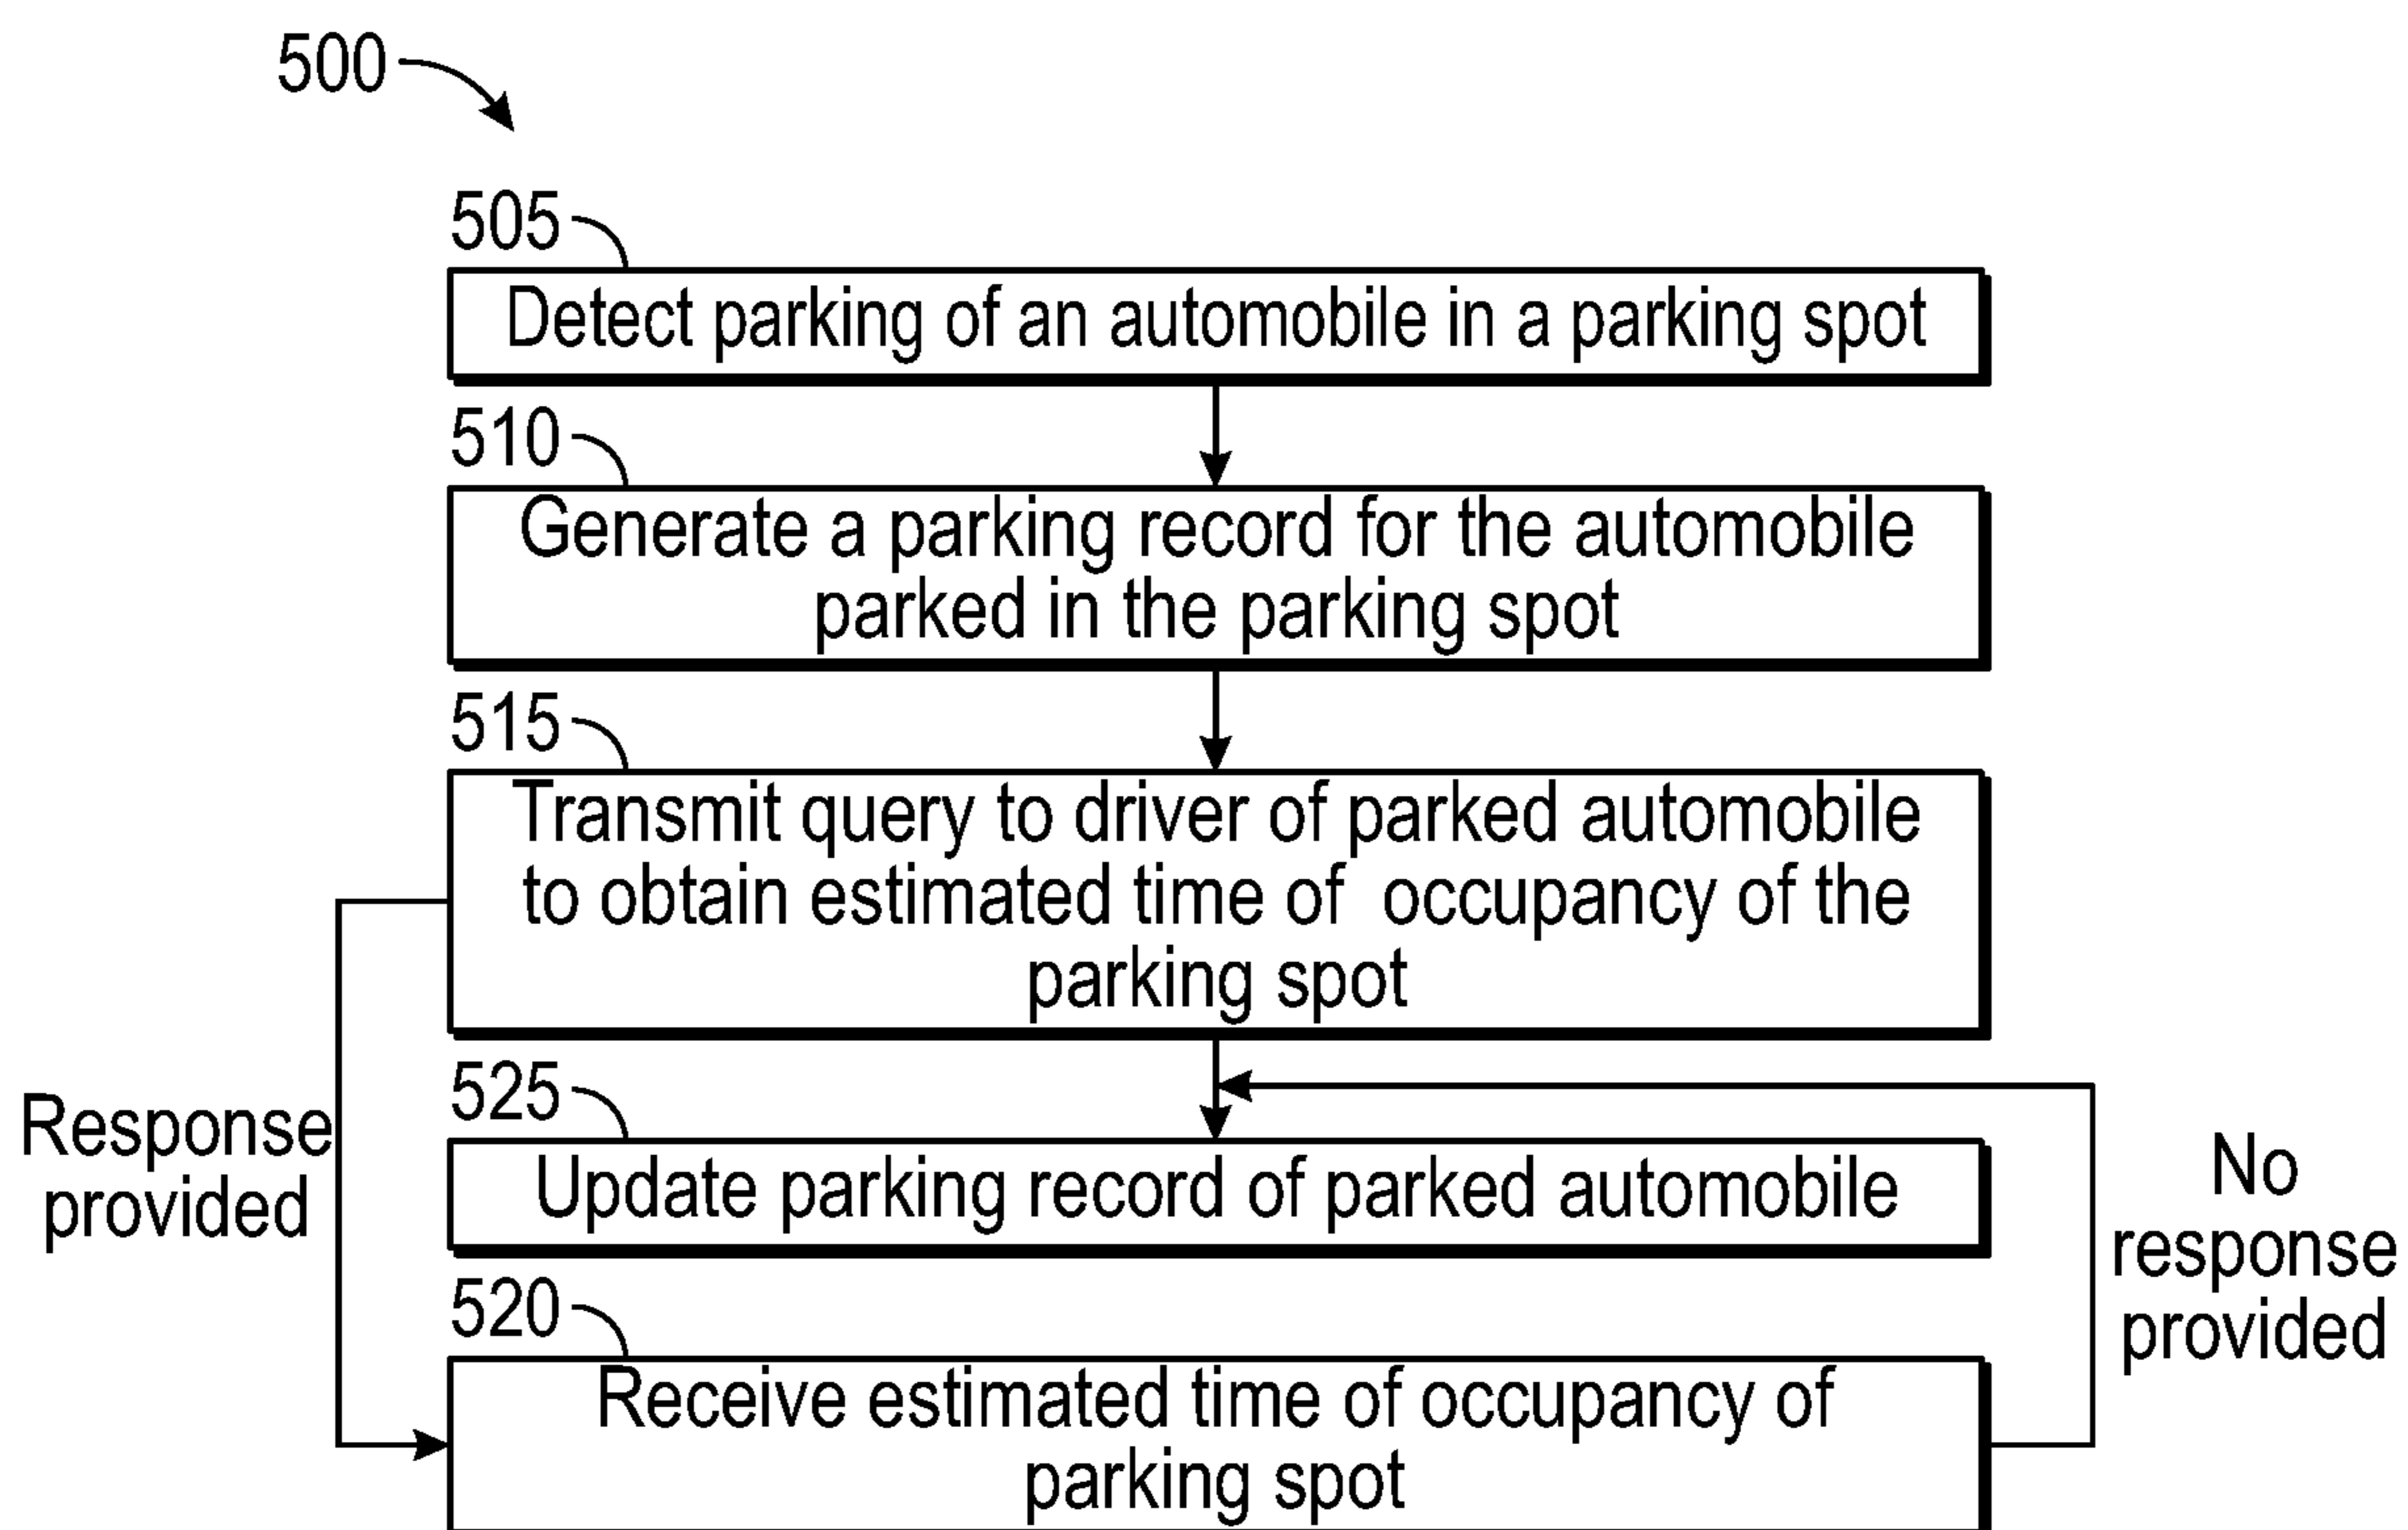 500
505
Detect parking of an automobile in a parking spot
510
Generate a parking record for the automobile
parked in the parking spot
515
Transmit query to driver of parked automobile
to obtain estimated time of occupancy of the
parking spot
Response
provided
525
Update parking record of parked automobile
No
response
provided
520
Receive estimated time of occupancy of
parking spot